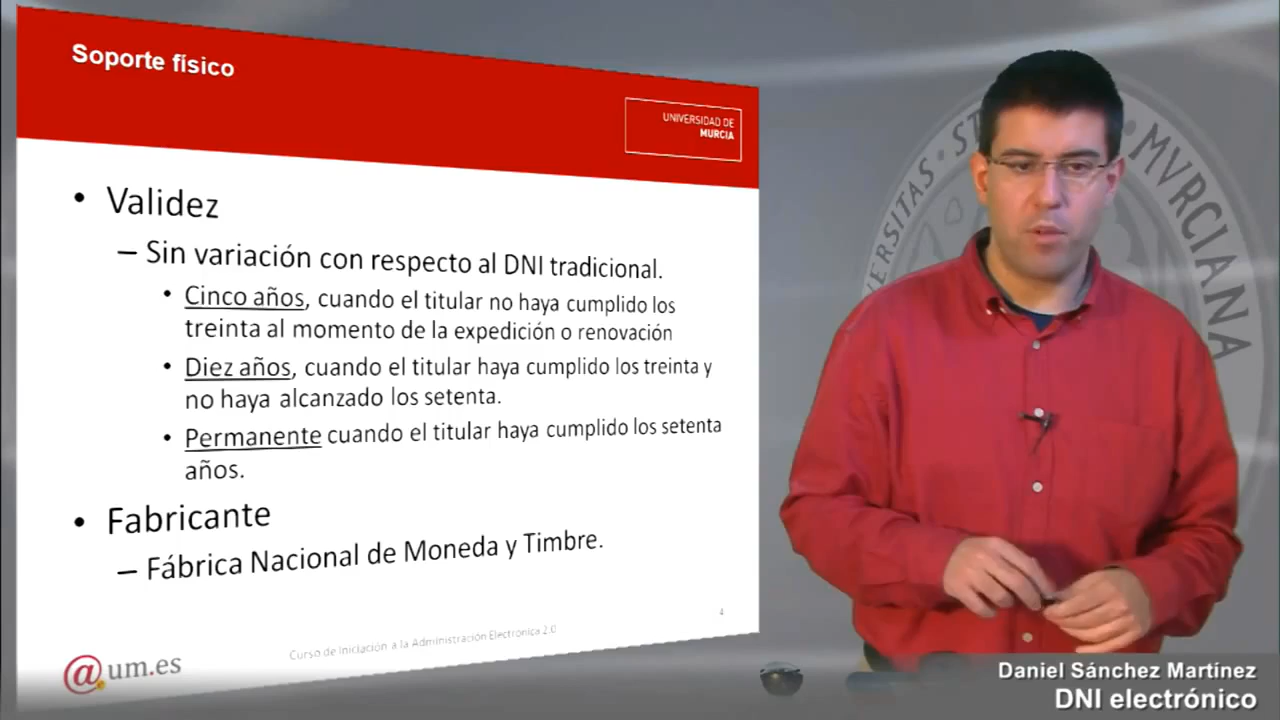 Soporte físico
UNIVERSIDAD DE
MURCIA
• Validez
– Sin variación con respecto al DNI tradicional.
• Cinco años, cuando el titular no haya cumplido los
treinta al momento de la expedición o renovación
• Diez años, cuando el titular haya cumplido los treinta y
no haya alcanzado los setenta.
• Permanente cuando el titular haya cumplido los setenta
años.
• Fabricante
– Fábrica Nacional de Moneda y Timbre.
4
Curso de Iniciación a la Administración Electrónica 2.0
@um.es
MVRCIANA
Daniel Sánchez Martínez
DNI electrónico